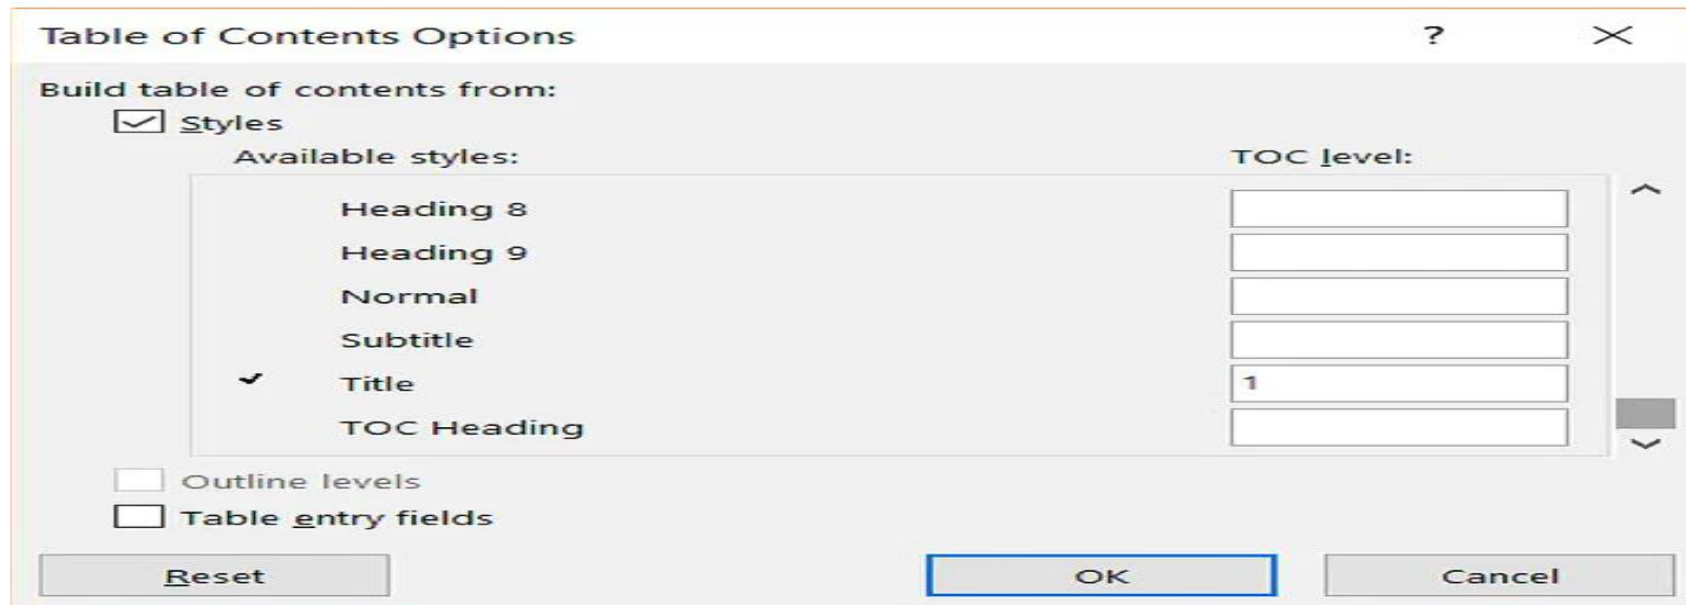 Table of Contents Options ?
Build table of contents from:
Styles
Available styles: TOC level:
Heading 8
Heading 9
Normal
Subtitle
Title 1
TOC Heading
Outline levels
Table entry fields
Reset OK Cancel